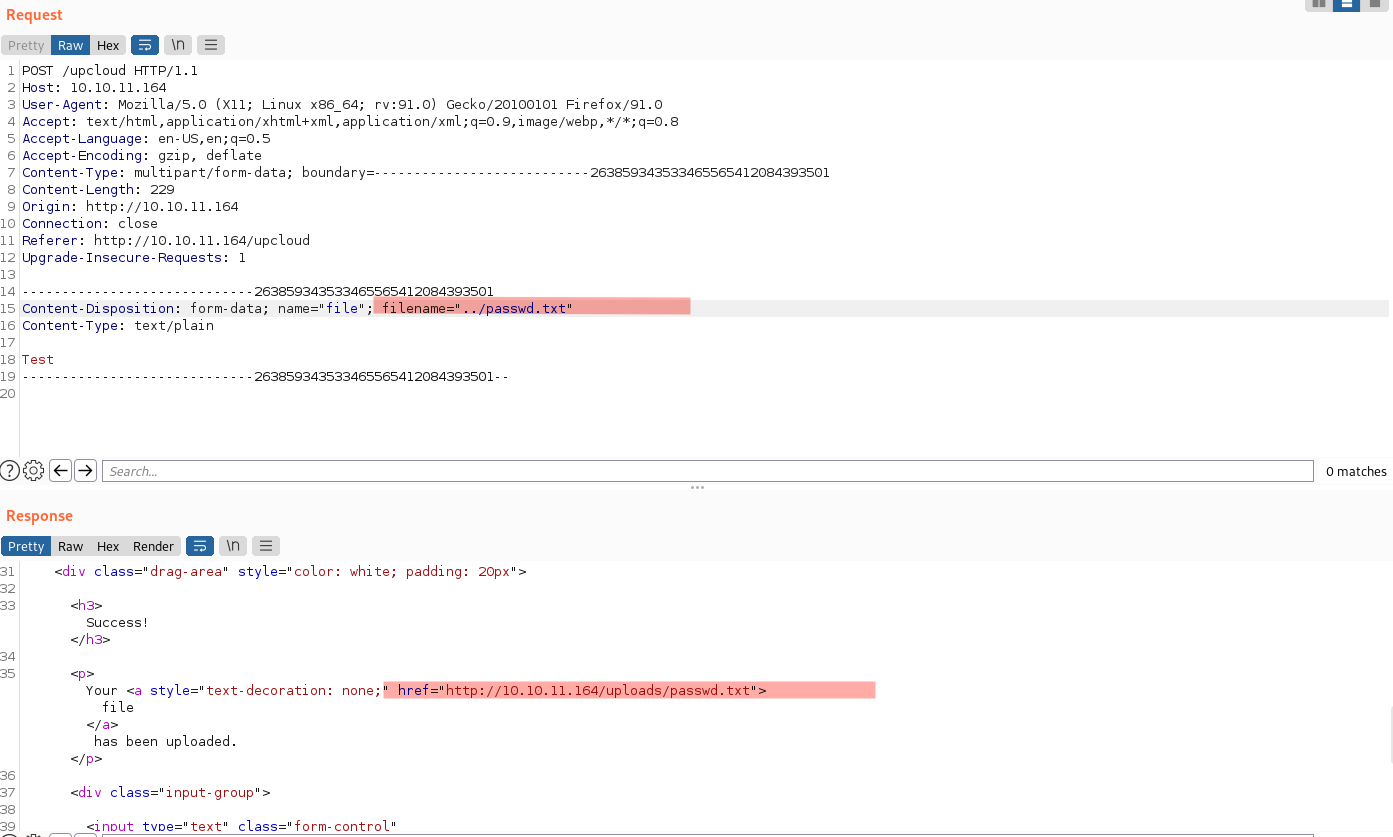 Request
Pretty Raw Hex \n
1 POST /upcloud HTTP/1.1
2 Host: 10.10.11.164
3 User-Agent: Mozilla/5.0 (X11; Linux x86_64; rv:91.0) Gecko/20100101 Firefox/91.0
4 Accept: text/html,application/xhtml+xml,application/xml;q=0.9,image/webp,*/*;q=0.8
5 Accept-Language: en-US,en;q=0.5
6 Accept-Encoding: gzip, deflate
7 Content-Type: multipart/form-data; boundary=---------------------------263859343533465565412084393501
8 Content-Length: 229
9 Origin: http://10.10.11.164
10 Connection: close
11 Referer: http://10.10.11.164/upcloud
12 Upgrade-Insecure-Requests: 1
13
14 -----------------------------263859343533465565412084393501
15 Content-Disposition: form-data; name="file"; filename="../passwd.txt"
16 Content-Type: text/plain
17
18 Test
19 -----------------------------263859343533465565412084393501--
20
? Search... 0 matches
Response
Pretty Raw Hex Render \n
31 <div class="drag-area" style="color: white; padding: 20px">
32
33 <h3>
Success!
</h3>
34
35 <p>
Your <a style="text-decoration: none;" href="http://10.10.11.164/uploads/passwd.txt">
file
</a>
has been uploaded.
</p>
36
37 <div class="input-group">
38
39 <input type="text" class="form-control"